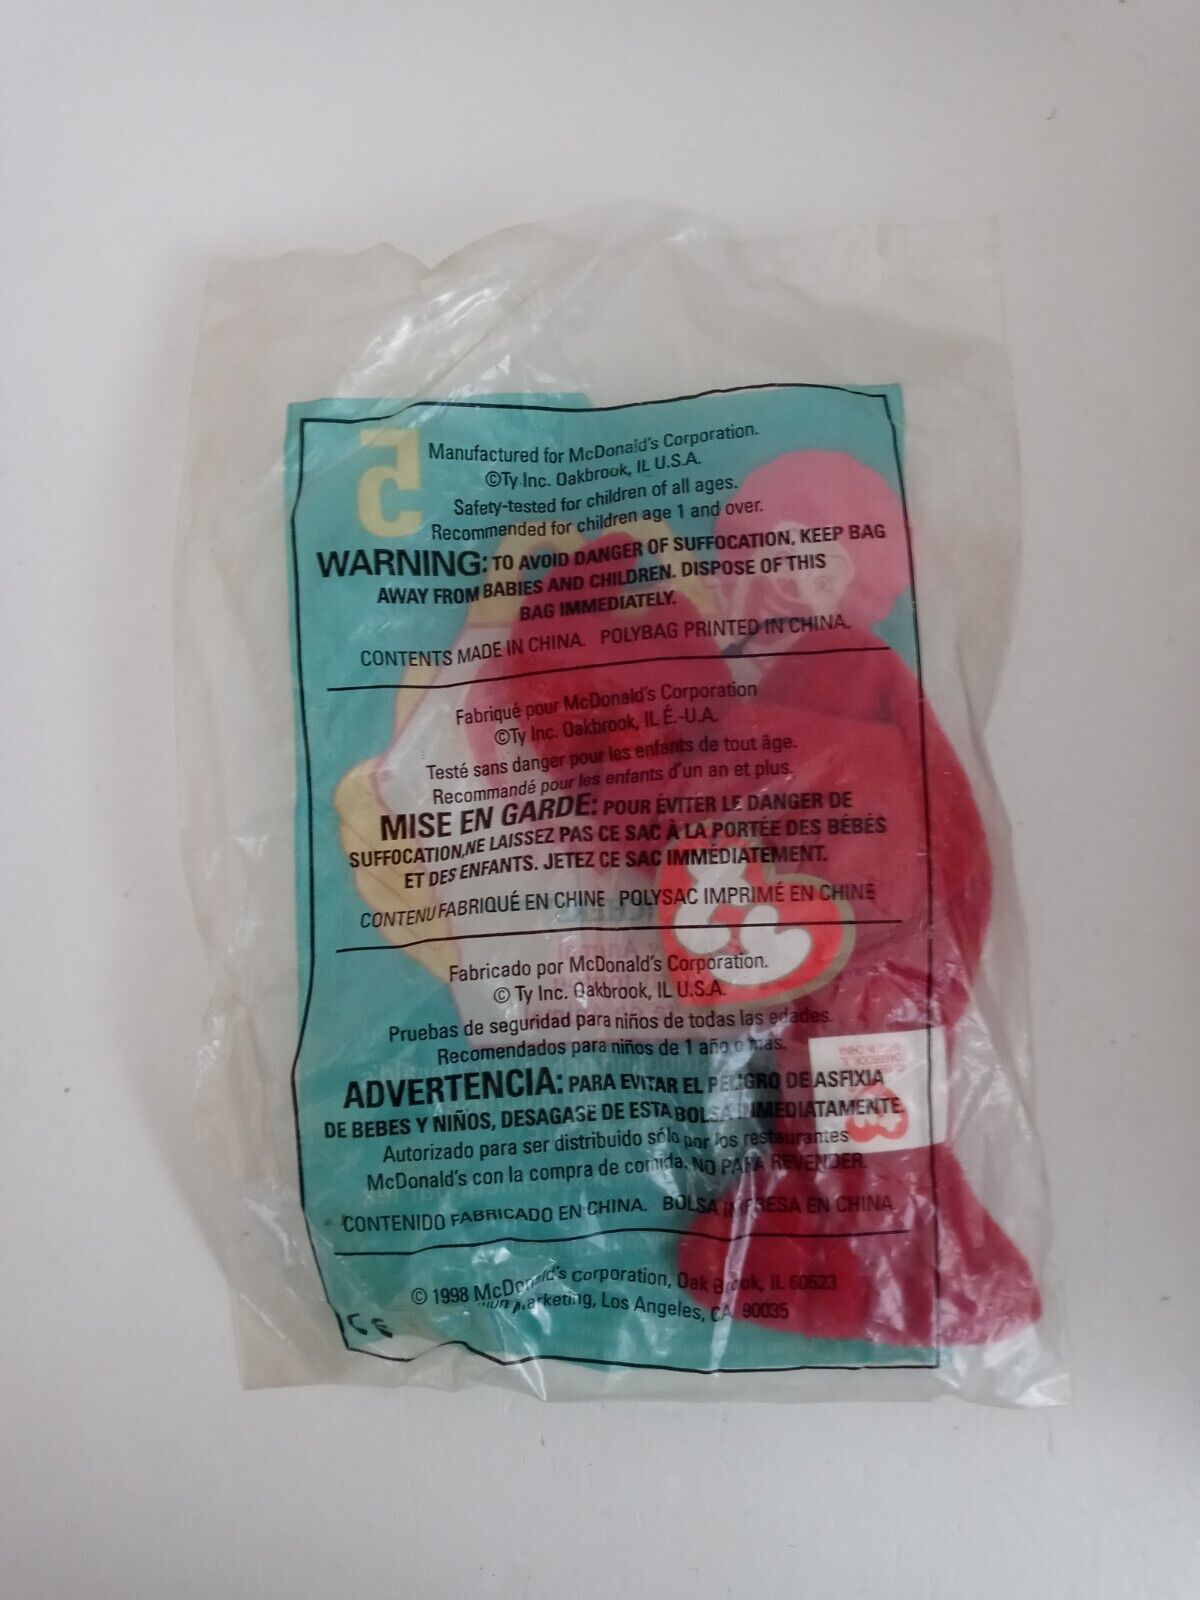 5
Manufactured for McDonald's Corporation.
©Ty Inc. Oakbrook, IL U.S.A.
Safety-tested for children of all ages.
Recommended for children age 1 and over.
WARNING: TO AVOID DANGER OF SUFFOCATION, KEEP BAG
AWAY FROM BABIES AND CHILDREN. DISPOSE OF THIS
BAG IMMEDIATELY.
CONTENTS MADE IN CHINA. POLYBAG PRINTED IN CHINA.
Fabriqué pour McDonald's Corporation
©Ty Inc. Oakbrook, IL É.-U.A.
Testé sans danger pour les enfants de tout âge.
Recommandé pour les enfants d'un an et plus.
MISE EN GARDE: POUR ÉVITER LE DANGER DE
SUFFOCATION, NE LAISSEZ PAS CE SAC À LA PORTÉE DES BÉBÉS
ET DES ENFANTS. JETEZ CE SAC IMMÉDIATEMENT.
CONTENU FABRIQUÉ EN CHINE POLYSAC IMPRIMÉ EN CHINE
Fabricado por McDonald's Corporation.
© Ty Inc. Oakbrook, IL U.S.A.
Pruebas de seguridad para niños de todas las edades.
Recomendados para niños de 1 año o mas.
ADVERTENCIA: PARA EVITAR EL PELIGRO DE ASFIXIA
DE BEBES Y NIÑOS, DESAGASE DE ESTA BOLSA INMEDIATAMENTE.
Autorizado para ser distribuido sólo por los restaurantes
McDonald's con la compra de comida. NO PARA REVENDER.
CONTENIDO FABRICADO EN CHINA. BOLSA IMPRESA EN CHINA.
© 1998 McDonald's Corporation, Oak Brook, IL 60523
Marketing, Los Angeles, CA 90035
CE
ty
OAKBROOK, IL
MADE IN CHINA